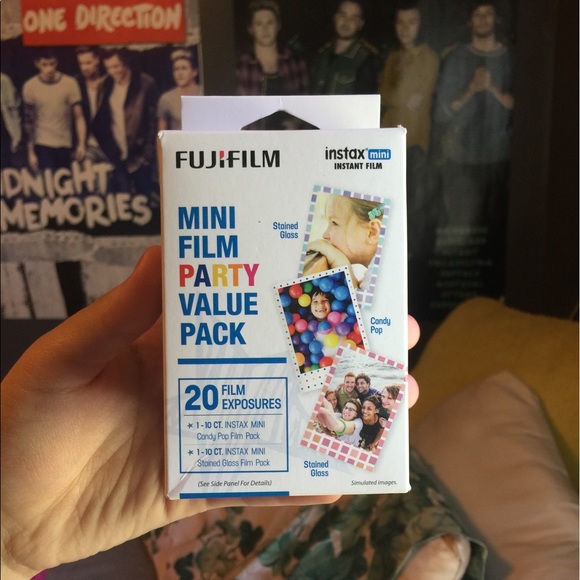 ONE DIRECTION
MIDNIGHT
MEMORIES
FUJIFILM
instax mini
INSTANT FILM
MINI
FILM
PARTY
VALUE
PACK
Stained
Glass
Candy
Pop
20 FILM
EXPOSURES
1 - 10 CT. INSTAX MINI
Candy Pop Film Pack
1 - 10 CT. INSTAX MINI
Stained Glass Film Pack
Stained
Glass
(See Side Panel For Details)
Simulated images.